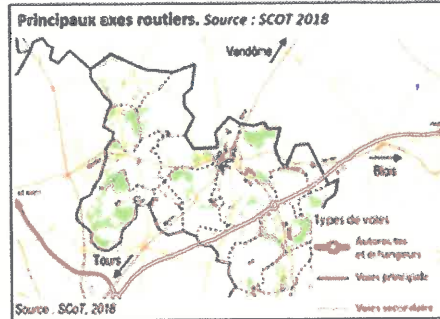 Principaux axes routiers. Source : SCOT 2018
Vendôme
Blois
Types de voies
Autoroutes
et échangeurs
Tours
Voies principale
Voies secondaire
Source : SCoT, 2018